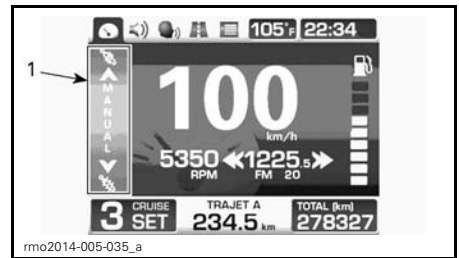 105°F 22:34
1
MANUAL
100
km/h
5350 ≪1225.5≫
RPM FM 20
3 CRUISE SET
TRAJET A
234.5 km
TOTAL (km)
278327
rmo2014-005-035_a